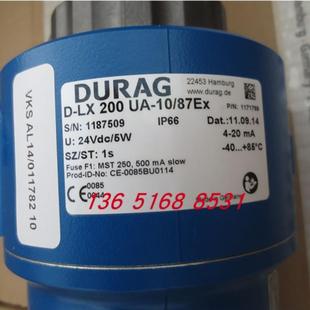 DURAG
22453 Hamburg
www.durag.de
D-LX 200 UA-10/87Ex
P/N: 1171799
S/N: 1187509
IP66
Dat.: 11.09.14
U: 24Vdc/5W
4-20 mA
SZ/ST: 1s
-40...+85°C
Fuse F1: MST 250, 500 mA slow
Prod-ID-No: CE-0085BU0114
CE 0085
0044
VKS AL14/011782 10
136 5168 8531